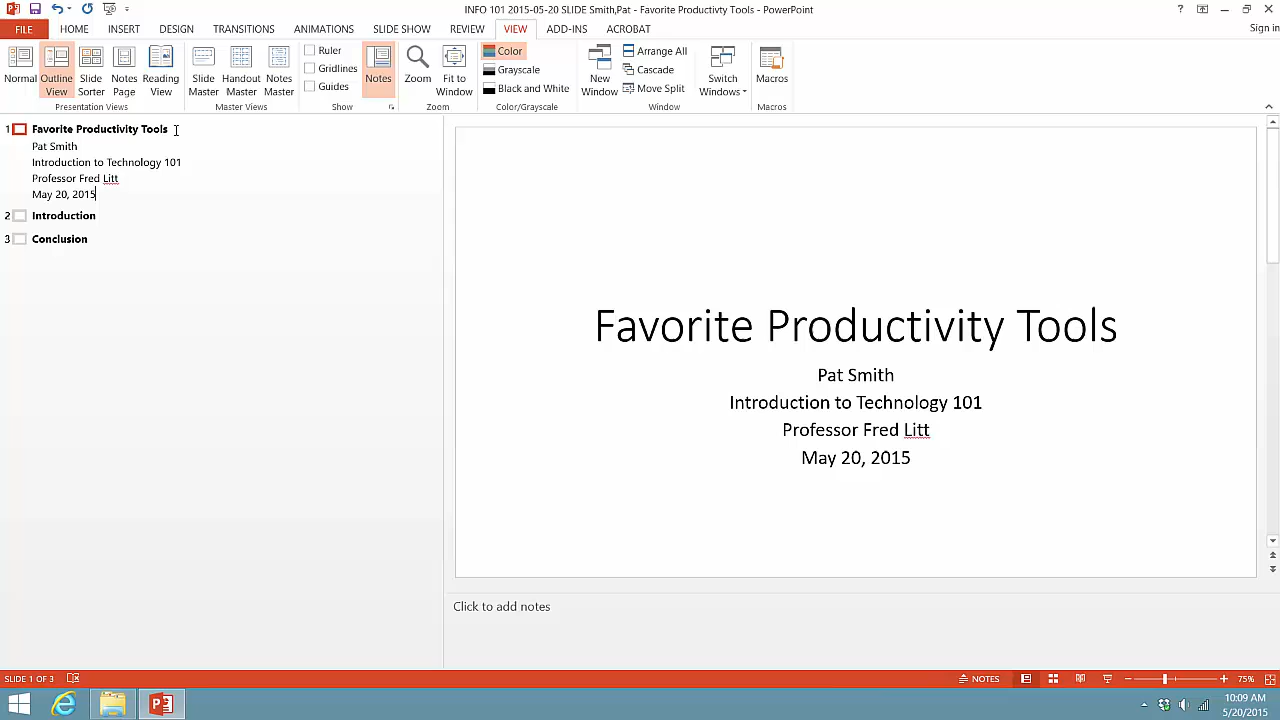 INFO 101 2015-05-20 SLIDE Smith,Pat - Favorite Productivity Tools - PowerPoint
?
FILE HOME INSERT DESIGN TRANSITIONS ANIMATIONS SLIDE SHOW REVIEW VIEW ADD-INS ACROBAT
Sign in
Normal Outline View Slide Sorter Notes Page Reading View
Presentation Views
Slide Master Handout Master Notes Master
Master Views
Ruler
Gridlines
Guides
Show
Notes
Zoom Fit to Window
Zoom
Color
Grayscale
Black and White
Color/Grayscale
New Window
Arrange All
Cascade
Move Split
Switch Windows
Window
Macros
Macros
1 Favorite Productivity Tools
Pat Smith
Introduction to Technology 101
Professor Fred Litt
May 20, 2015
2 Introduction
3 Conclusion
Favorite Productivity Tools
Pat Smith
Introduction to Technology 101
Professor Fred Litt
May 20, 2015
Click to add notes
SLIDE 1 OF 3
NOTES
75%
10:09 AM
5/20/2015